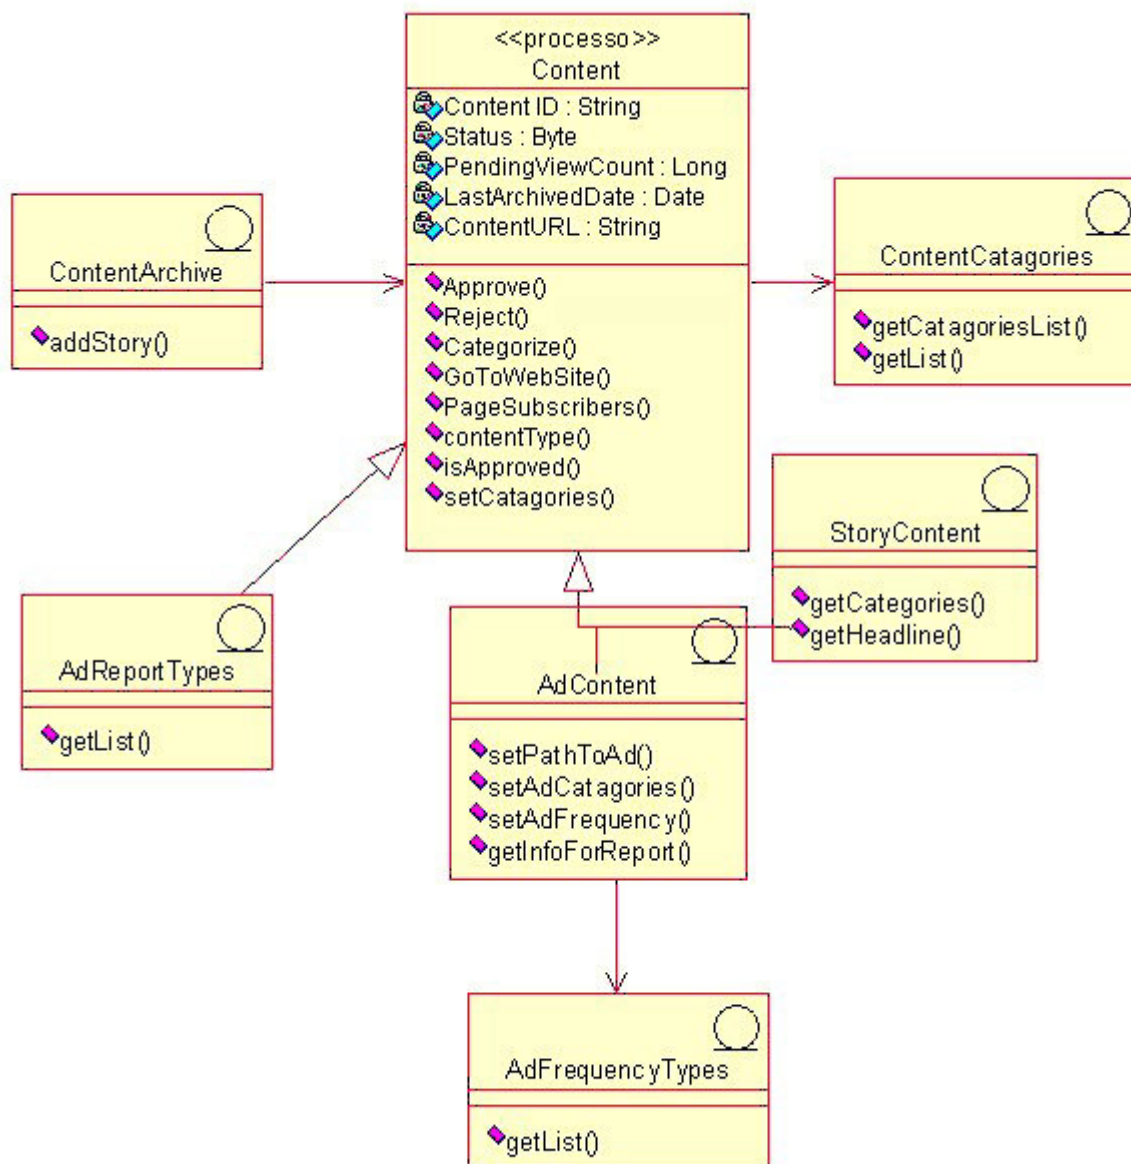 <<processo>>
Content
Content ID : String
Status : Byte
PendingViewCount : Long
LastArchivedDate : Date
ContentURL : String
Approve()
Reject()
Categorize()
GoToWebSite()
PageSubscribers()
contentType()
isApproved()
setCatagories()
ContentArchive
addStory()
ContentCatagories
getCatagoriesList()
getList()
StoryContent
getCategories()
getHeadline()
AdReportTypes
getList()
AdContent
setPathToAd()
setAdCatagories()
setAdFrequency()
getInfoForReport()
AdFrequencyTypes
getList()